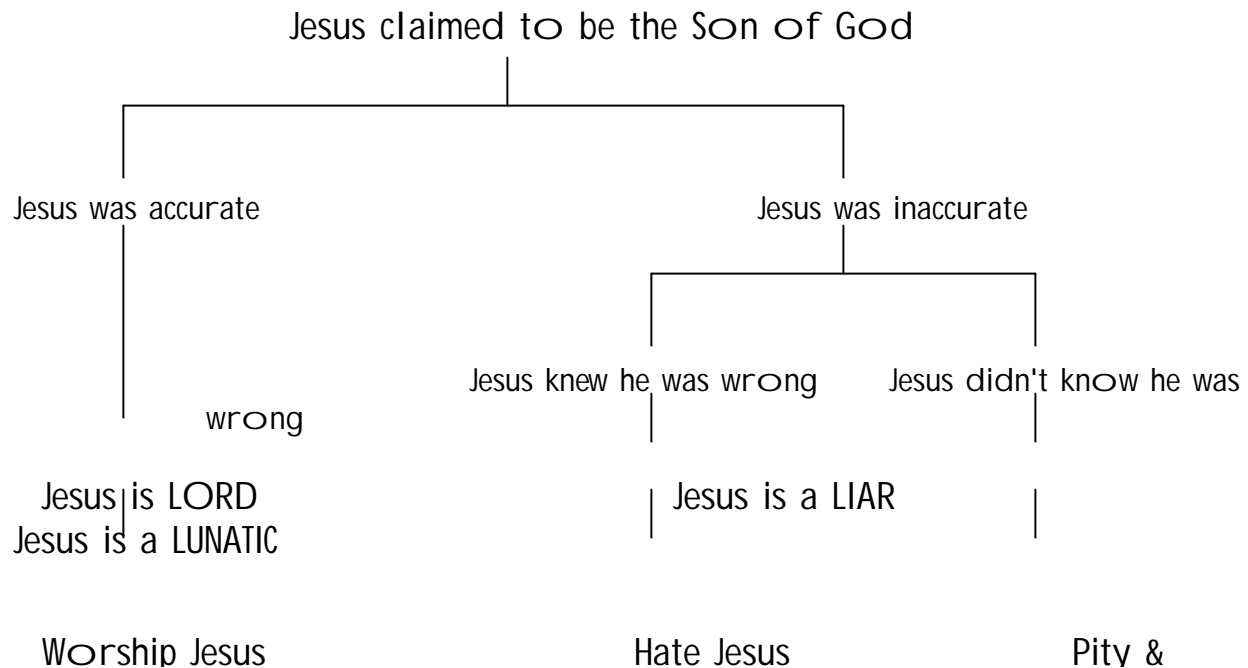 Jesus claimed to be the Son of God
Jesus was accurate Jesus was inaccurate
Jesus knew he was wrong Jesus didn't know he was
wrong
Jesus is LORD Jesus is a LIAR
Jesus is a LUNATIC
Worship Jesus Hate Jesus Pity &